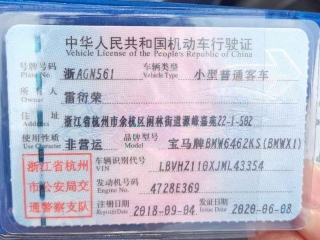 中华人民共和国机动车行驶证
Vehicle License of the People's Republic of China
号牌号码 浙AGN561 车辆类型 小型普通客车
Plate No. Vehicle Type
所有人 雷衍荣
Owner
住址 浙江省杭州市余杭区闲林街道嘉苑22-1-502
Address
使用性质 非营运 品牌型号 宝马牌BMW6462KS(BMWX1)
Use Character Model
浙江省杭州
市公安局交
通警察支队
车辆识别代号 LBVHZ110XJML43354
VIN
发动机号码 4728E369
Engine No.
注册日期 2018-09-04 发证日期 2020-06-08
Register Date Issue Date